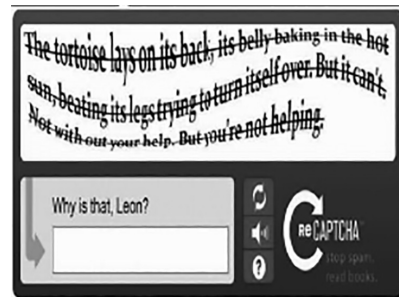 The tortoise lays on its back, its belly baking in the hot
sun, beating its legs trying to turn itself over. But it can't.
Not with out your help. But you're not helping.
Why is that, Leon?
reCAPTCHA
stop spam.
read books.